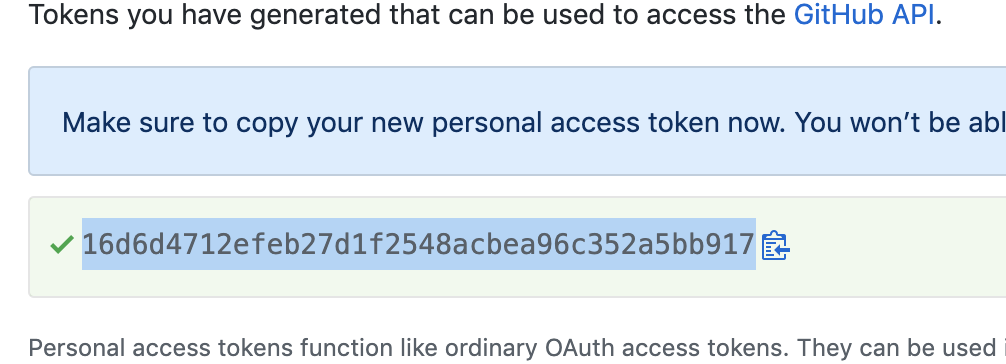 Tokens you have generated that can be used to access the GitHub API.
Make sure to copy your new personal access token now. You won’t be abl
16d6d4712efeb27d1f2548acbea96c352a5bb917
Personal access tokens function like ordinary OAuth access tokens. They can be used